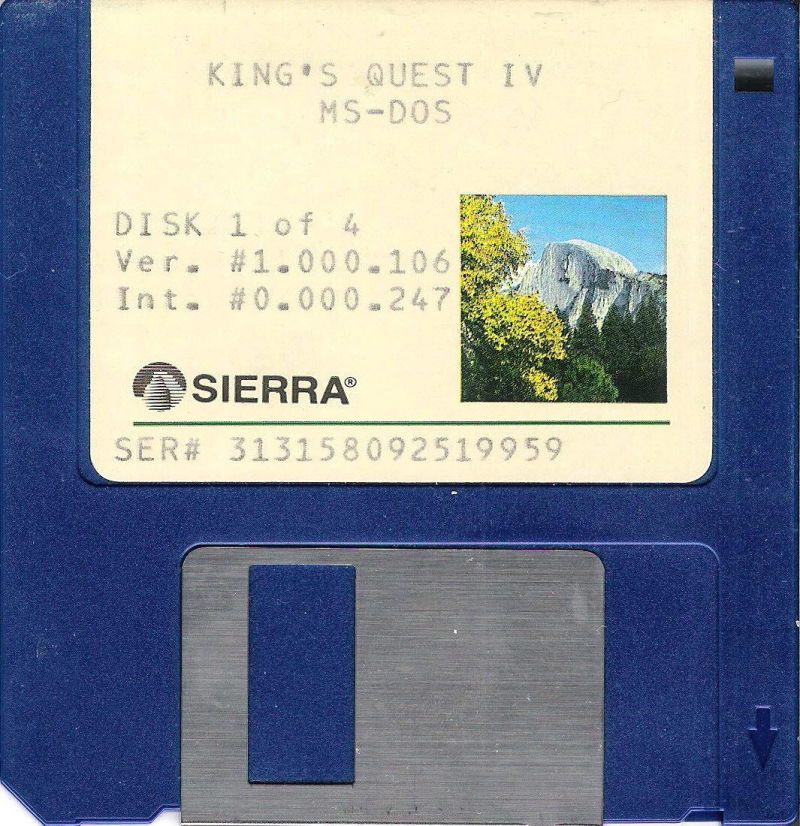 KING'S QUEST IV
MS-DOS
DISK 1 of 4
Ver. #1.000.106
Int. #0.000.247
SIERRA®
SER# 313158092519959